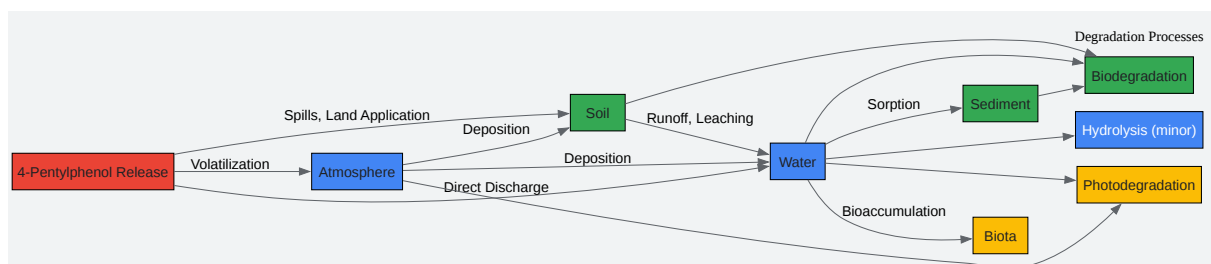 Degradation Processes
Biodegradation
Soil
Sediment
Sorption
Spills, Land Application
Runoff, Leaching
Deposition
Hydrolysis (minor)
4-Pentylphenol Release
Volatilization
Atmosphere
Deposition
Water
Direct Discharge
Photodegradation
Bioaccumulation
Biota